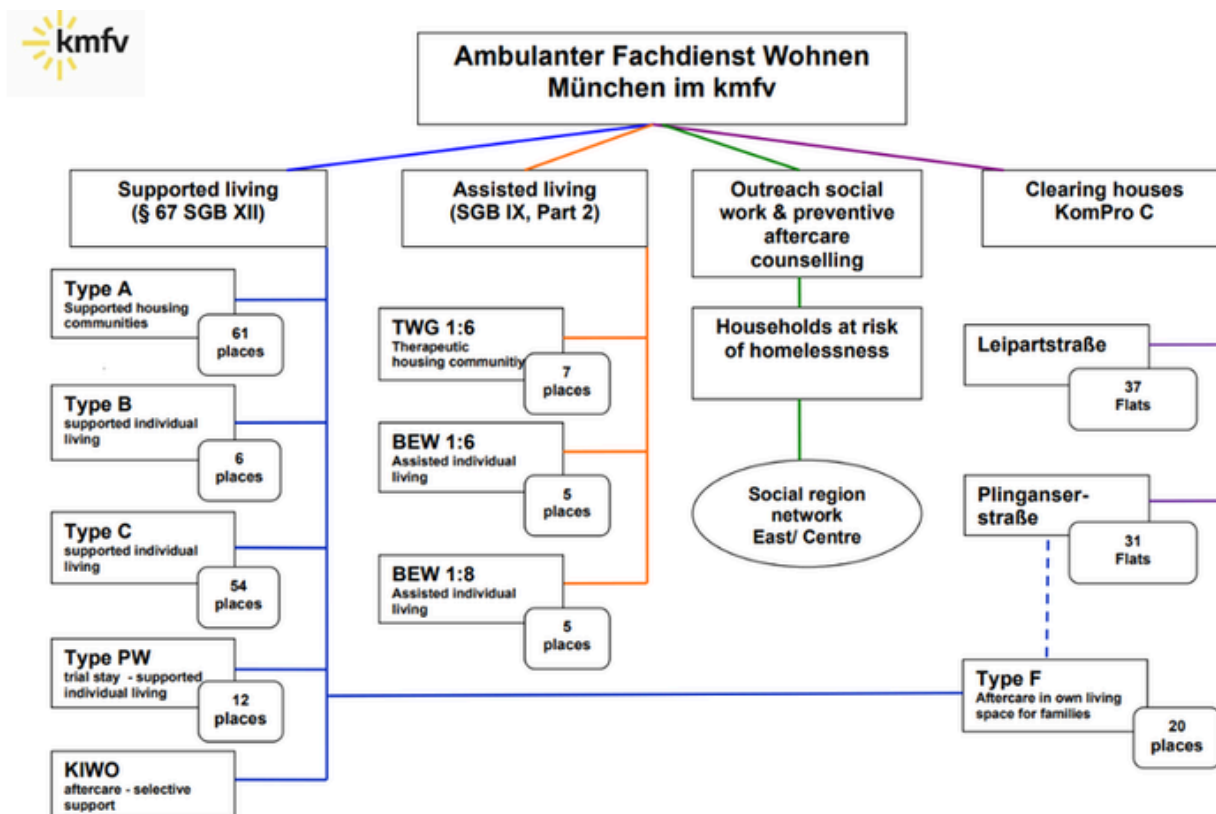 kmfv
Ambulanter Fachdienst Wohnen
München im kmfv
Supported living
(§ 67 SGB XII)
Assisted living
(SGB IX, Part 2)
Outreach social
work & preventive
aftercare
counselling
Clearing houses
KomPro C
Type A
Supported housing
communities
61
places
Type B
supported individual
living
6
places
Type C
supported individual
living
54
places
Type PW
trial stay - supported
individual living
12
places
KIWO
aftercare - selective
support
TWG 1:6
Therapeutic
housing communitiy
7
places
BEW 1:6
Assisted individual
living
5
places
BEW 1:8
Assisted individual
living
5
places
Households at risk
of homelessness
Social region
network
East/ Centre
Leipartstraße
37
Flats
Plinganser-
straße
31
Flats
Type F
Aftercare in own living
space for families
20
places